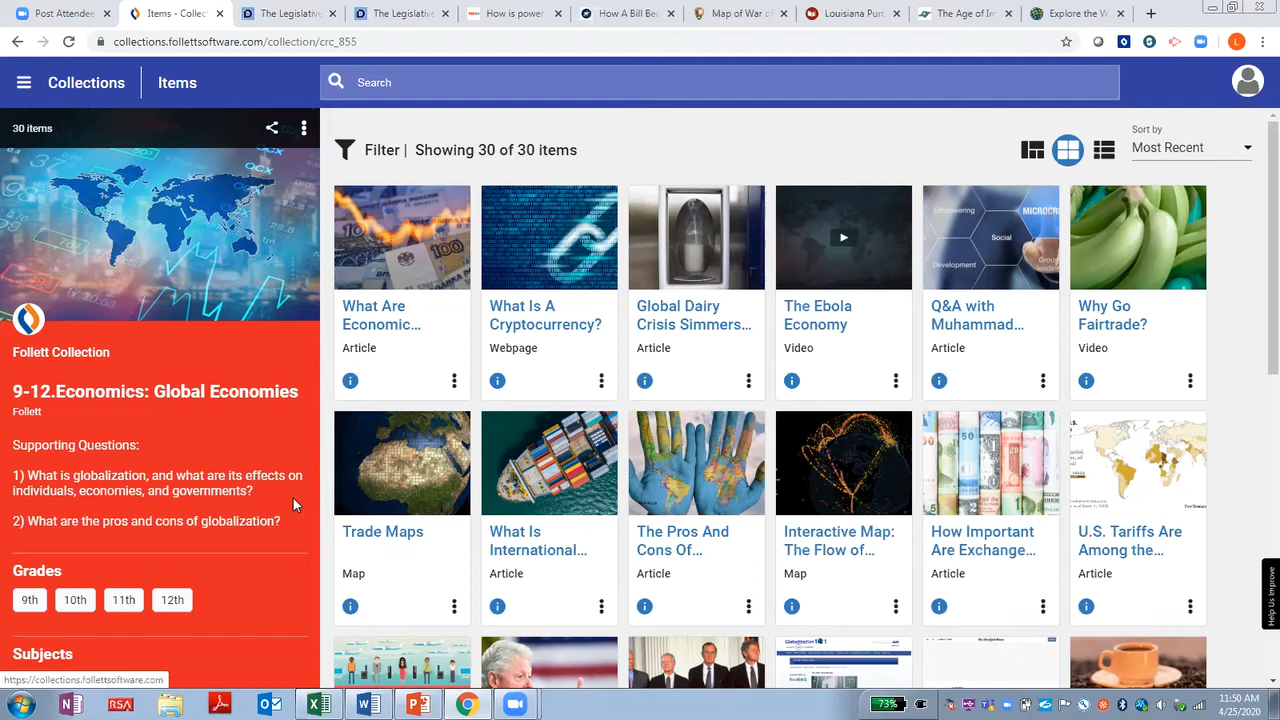 Post Attende
Items
The Legislati
The Legislative
How is powe
How A Bill Be
Map of War o
Louisiana Pur
The Age of Im
Explore the W
collections.follettsoftware.com/collection/crc_855
L
Collections
Items
Search
30 items
Filter | Showing 30 of 30 items
Sort by
Most Recent
Follett Collection
9-12.Economics: Global Economies
Follett
Supporting Questions:
1) What is globalization, and what are its effects on
individuals, economies, and governments?
2) What are the pros and cons of globalization?
Grades
9th 10th 11th 12th
Subjects
https://collections.follettsoftware.com
What Are
Economic...
Article
What Is A
Cryptocurrency?
Webpage
Global Dairy
Crisis Simmers...
Article
The Ebola
Economy
Video
Social
Q&A with
Muhammad...
Article
Why Go
Fairtrade?
Video
Trade Maps
Map
What Is
International...
Article
The Pros And
Cons Of...
Article
Interactive Map:
The Flow of...
Map
How Important
Are Exchange...
Article
U.S. Tariffs Are
Among the...
Article
Help Us Improve
RSA
73%
11:50 AM
4/25/2020